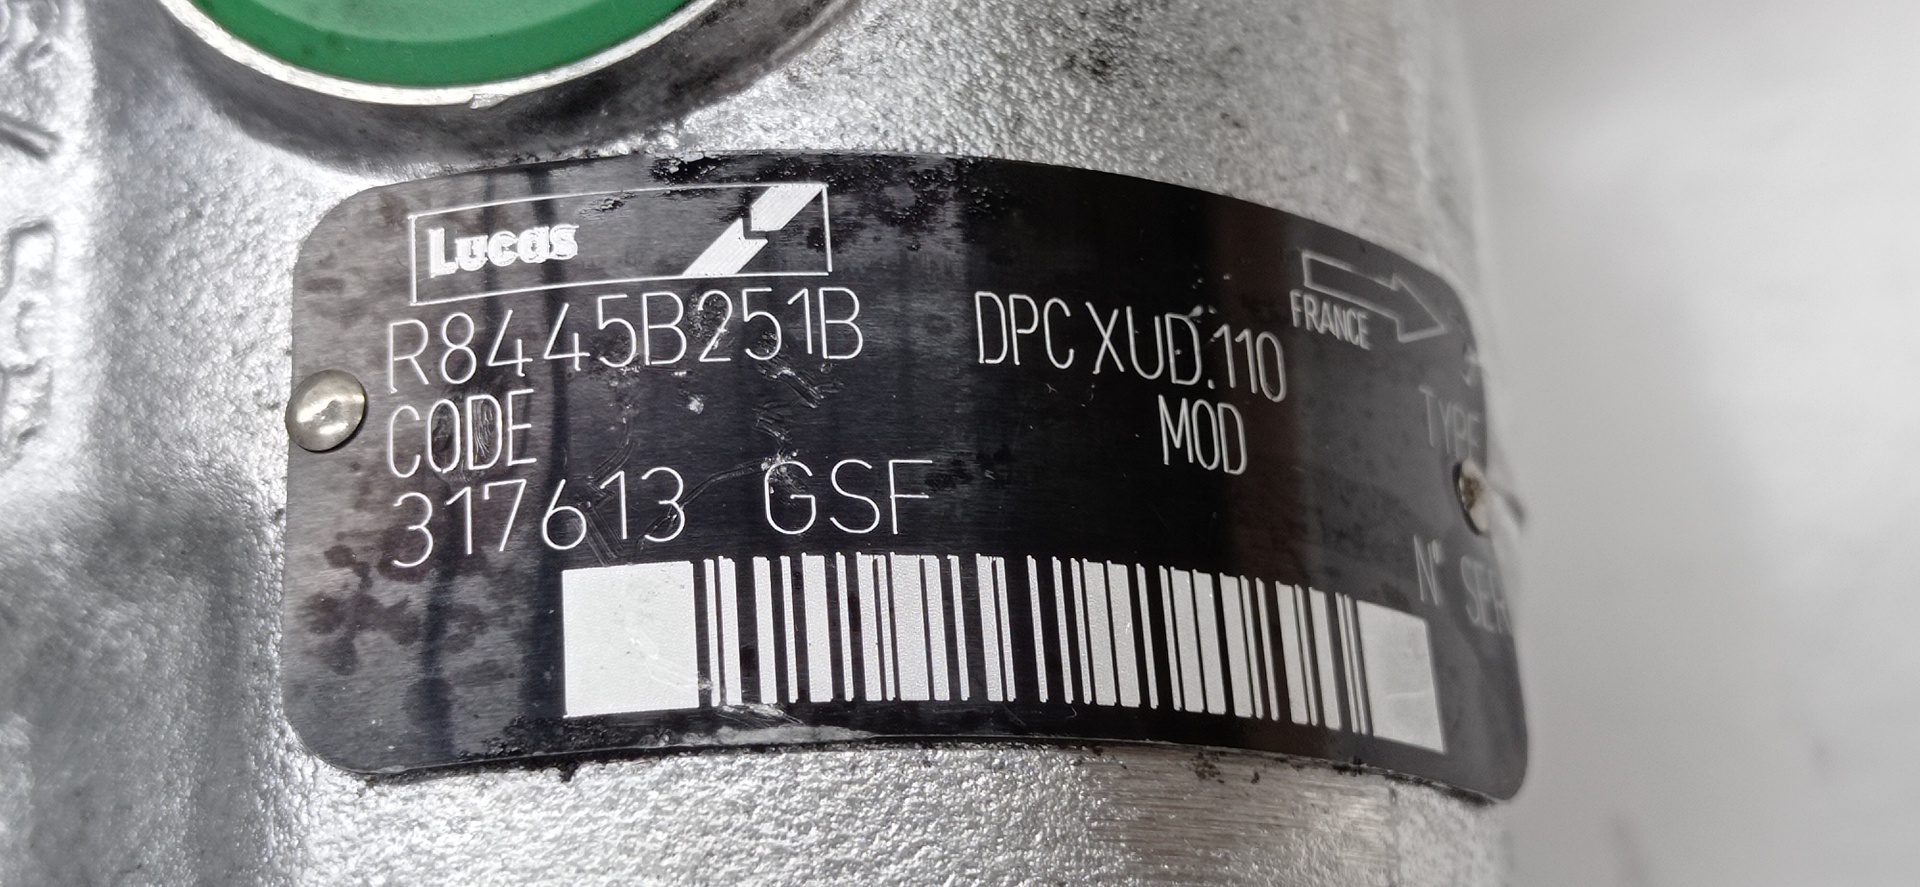 Lucas
FRANCE
R8445B251B DPC XUD.110
CODE MOD TYPE
317613 GSF
N° SER